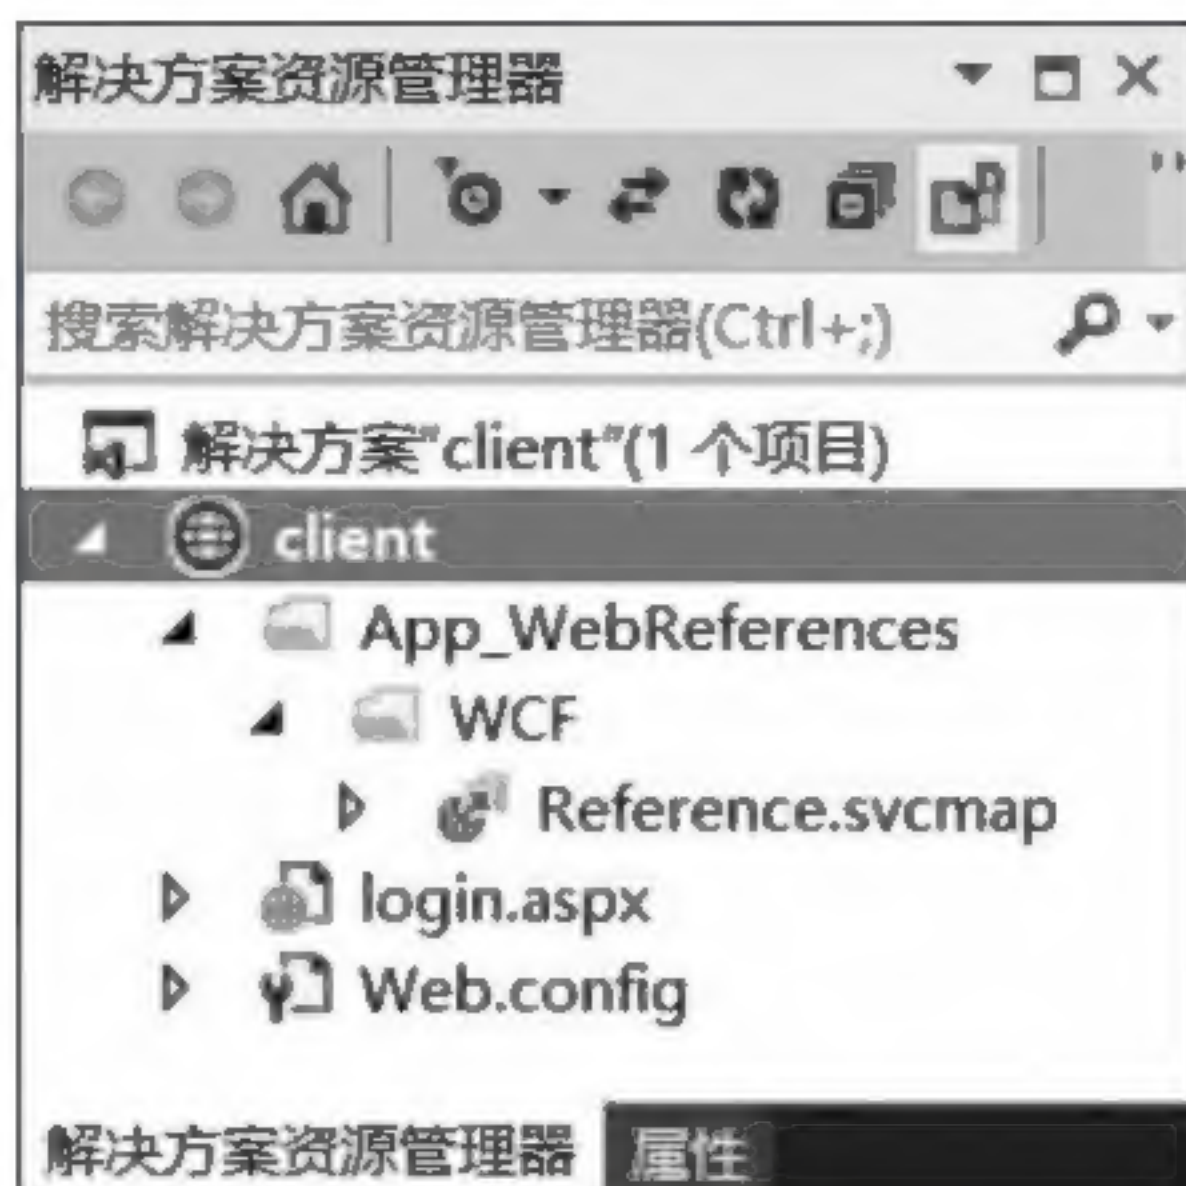 解决方案资源管理器
搜索解决方案资源管理器(Ctrl+;)
解决方案"client"(1 个项目)
client
App_WebReferences
WCF
Reference.svcmap
login.aspx
Web.config
解决方案资源管理器 属性